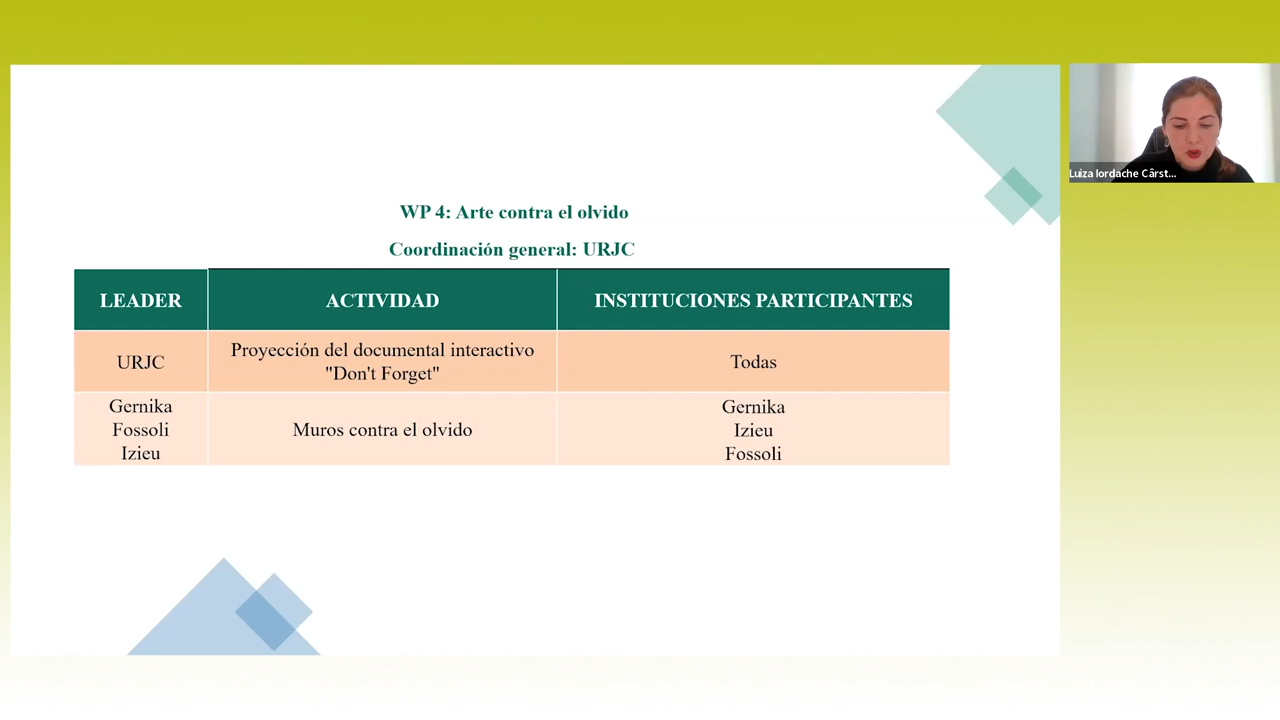 WP 4: Arte contra el olvido
Coordinación general: URJC
LEADER
ACTIVIDAD
INSTITUCIONES PARTICIPANTES
URJC
Proyección del documental interactivo
"Don't Forget"
Todas
Gernika
Fossoli
Izieu
Muros contra el olvido
Gernika
Izieu
Fossoli
Luiza Iordache Cârst...